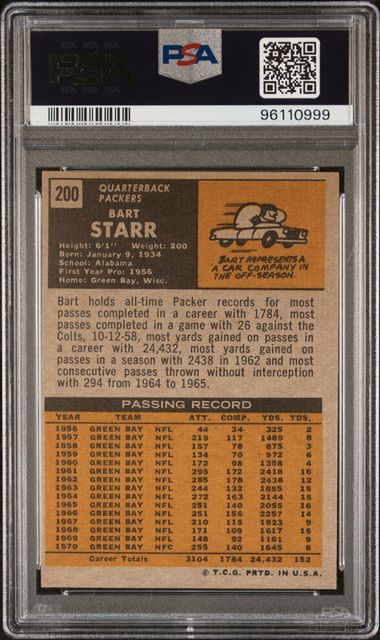 PSA
PSA
96110999
200
QUARTERBACK
PACKERS
BART
STARR
Height: 6'1" Weight: 200
Born: January 9, 1934
School: Alabama
First Year Pro: 1956
Home: Green Bay, Wisc.
BART REPRESENTS A
A CAR COMPANY IN
THE OFF-SEASON.
Bart holds all-time Packer records for most
passes completed in a career with 1784, most
passes completed in a game with 26 against the
Colts, 10-12-58, most yards gained on passes in
a career with 24,432, most yards gained on
passes in a season with 2438 in 1962 and most
consecutive passes thrown without interception
with 294 from 1964 to 1965.
PASSING RECORD
YEAR TEAM ATT. COMP. YDS. TDS.
1956 GREEN BAY NFL 44 24 325 2
1957 GREEN BAY NFL 215 117 1489 8
1958 GREEN BAY NFL 157 78 875 3
1959 GREEN BAY NFL 134 70 972 6
1960 GREEN BAY NFL 172 98 1358 4
1961 GREEN BAY NFL 295 172 2418 16
1962 GREEN BAY NFL 285 178 2438 12
1963 GREEN BAY NFL 244 132 1855 15
1964 GREEN BAY NFL 272 163 2144 15
1965 GREEN BAY NFL 251 140 2055 16
1966 GREEN BAY NFL 251 156 2257 14
1967 GREEN BAY NFL 210 115 1823 9
1968 GREEN BAY NFL 171 109 1617 15
1969 GREEN BAY NFL 148 92 1161 9
1970 GREEN BAY NFC 255 140 1645 8
Career Totals 3104 1784 24,432 152
© T.C.G. PRTD. IN U.S.A.